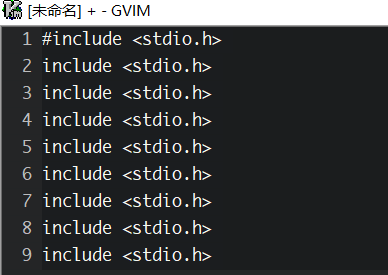 [未命名] + - GVIM
1 #include <stdio.h>
2 include <stdio.h>
3 include <stdio.h>
4 include <stdio.h>
5 include <stdio.h>
6 include <stdio.h>
7 include <stdio.h>
8 include <stdio.h>
9 include <stdio.h>